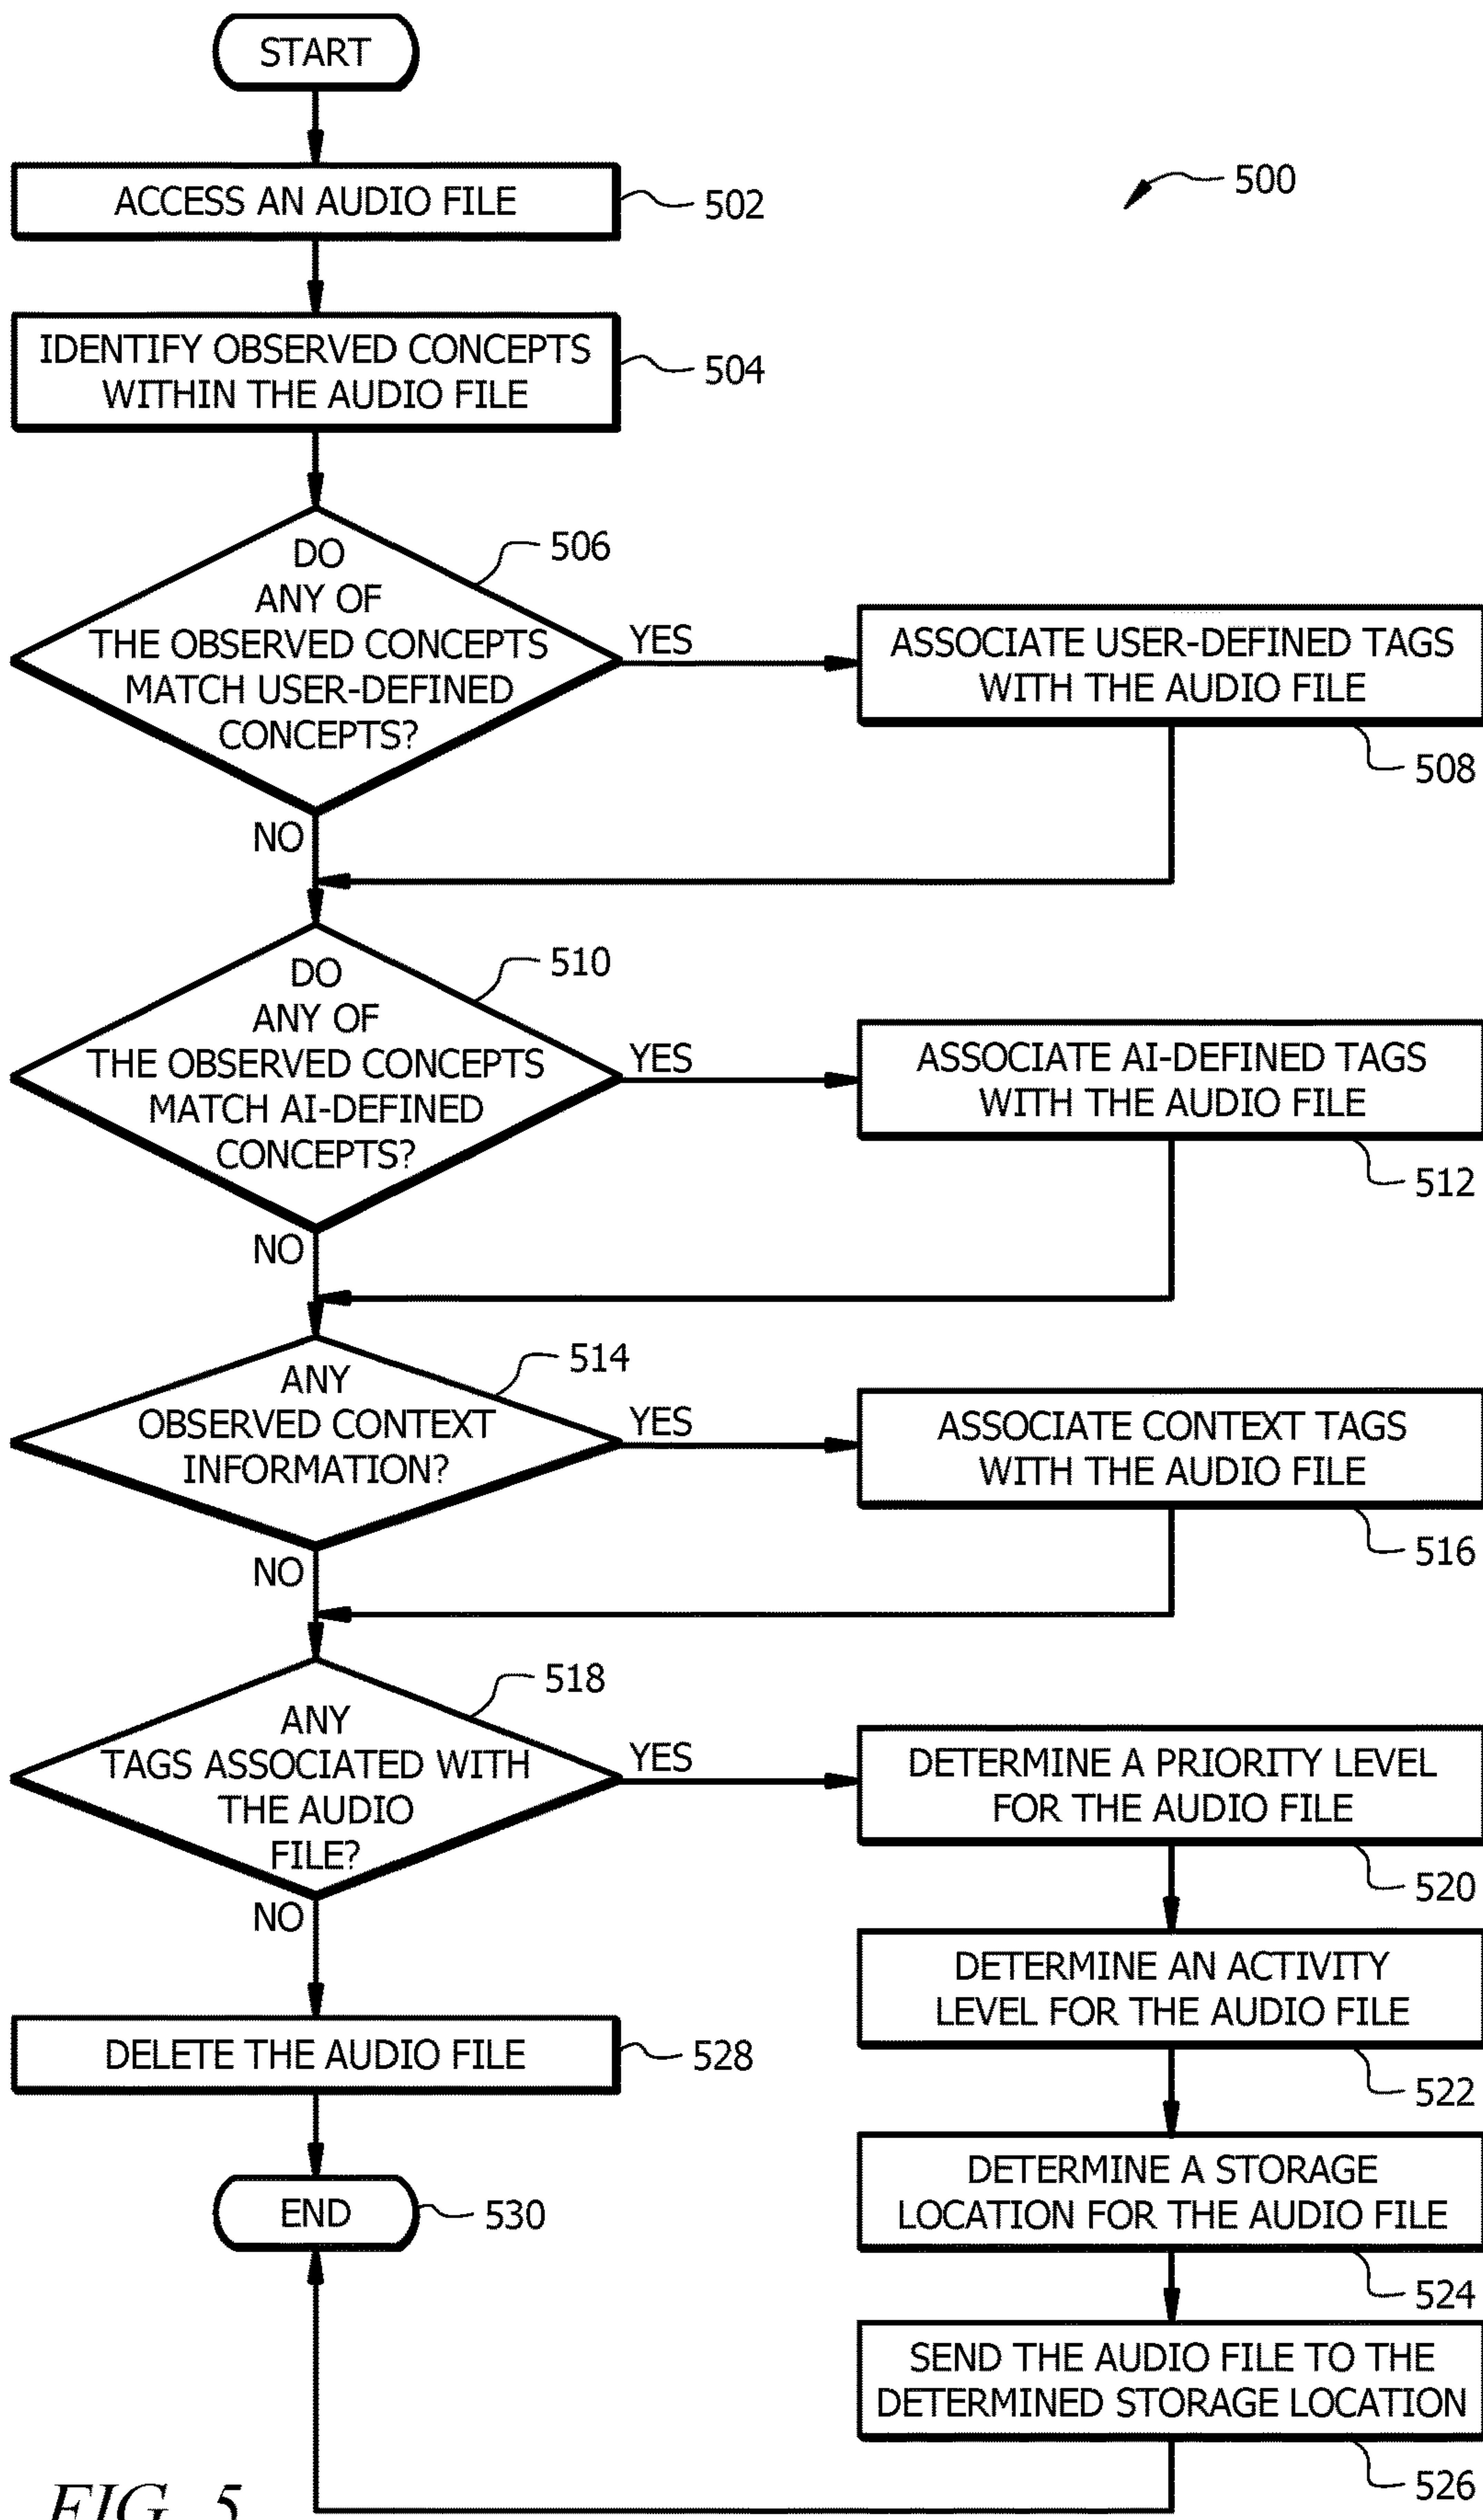 START
500
ACCESS AN AUDIO FILE
502
IDENTIFY OBSERVED CONCEPTS
WITHIN THE AUDIO FILE
504
DO
ANY OF
THE OBSERVED CONCEPTS
MATCH USER-DEFINED
CONCEPTS?
506
YES
NO
ASSOCIATE USER-DEFINED TAGS
WITH THE AUDIO FILE
508
DO
ANY OF
THE OBSERVED CONCEPTS
MATCH AI-DEFINED
CONCEPTS?
510
YES
NO
ASSOCIATE AI-DEFINED TAGS
WITH THE AUDIO FILE
512
ANY
OBSERVED CONTEXT
INFORMATION?
514
YES
NO
ASSOCIATE CONTEXT TAGS
WITH THE AUDIO FILE
516
ANY
TAGS ASSOCIATED WITH
THE AUDIO
FILE?
518
YES
NO
DETERMINE A PRIORITY LEVEL
FOR THE AUDIO FILE
520
DETERMINE AN ACTIVITY
LEVEL FOR THE AUDIO FILE
522
DETERMINE A STORAGE
LOCATION FOR THE AUDIO FILE
524
SEND THE AUDIO FILE TO THE
DETERMINED STORAGE LOCATION
526
DELETE THE AUDIO FILE
528
END
530
FIG. 5